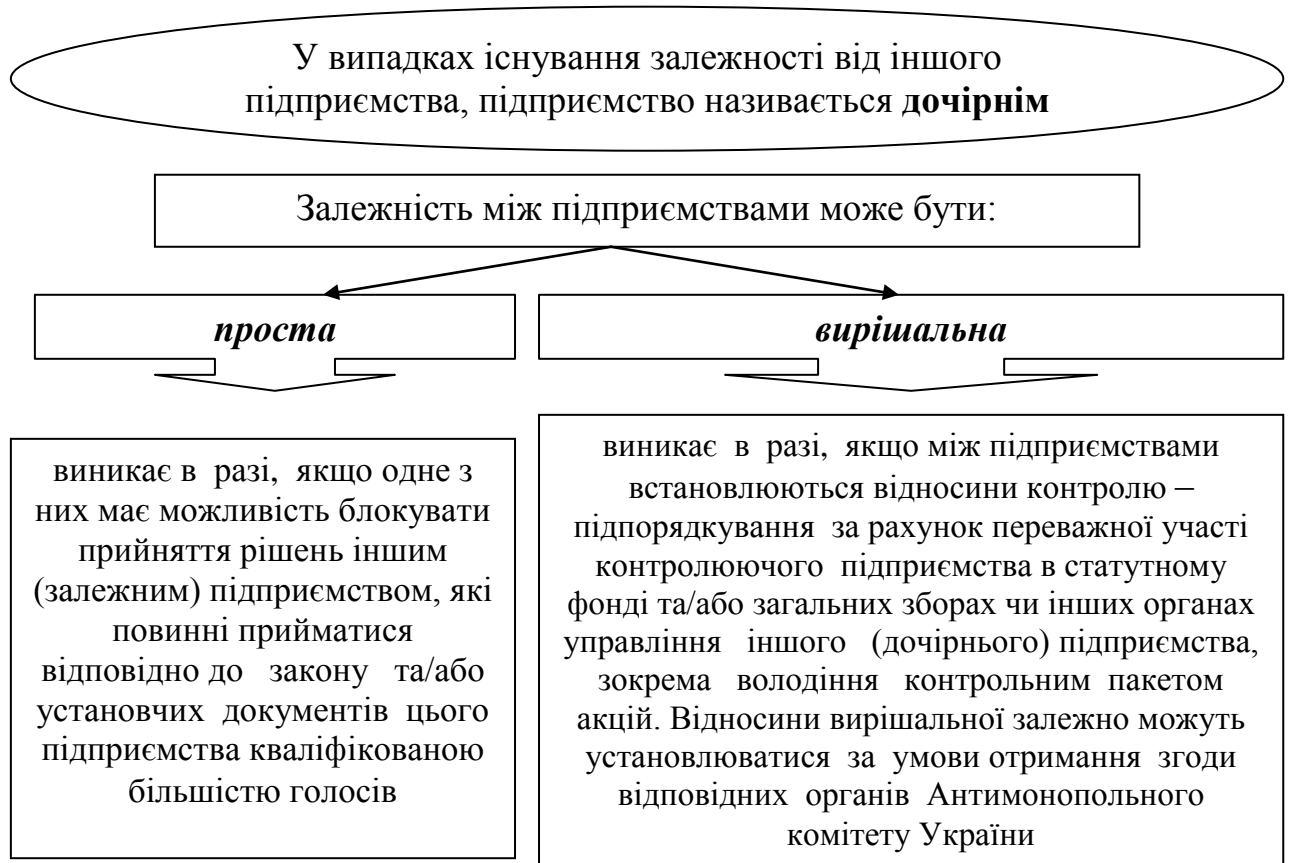 У випадках існування залежності від іншого
підприємства, підприємство називається дочірнім
Залежність між підприємствами може бути:
проста
вирішальна
виникає в разі, якщо одне з
них має можливість блокувати
прийняття рішень іншим
(залежним) підприємством, які
повинні прийматися
відповідно до закону та/або
установчих документів цього
підприємства кваліфікованою
більшістю голосів
виникає в разі, якщо між підприємствами
встановлюються відносини контролю –
підпорядкування за рахунок переважної участі
контролюючого підприємства в статутному
фонді та/або загальних зборах чи інших органах
управління іншого (дочірнього) підприємства,
зокрема володіння контрольним пакетом
акцій. Відносини вирішальної залежно можуть
установлюватися за умови отримання згоди
відповідних органів Антимонопольного
комітету України